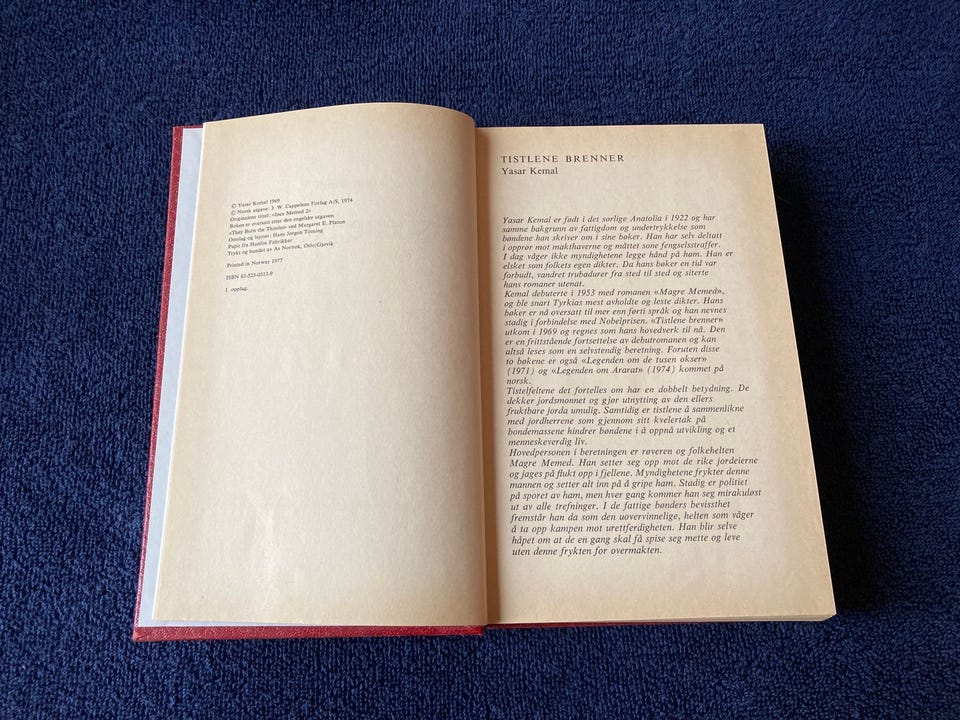 © Yasar Kemal 1969
© Norsk utgave: J. W. Cappelens Forlag A/S, 1974
Originalens tittel: «Ince Memed 2»
Boken er oversatt etter den engelske utgaven
«They Burn the Thistles» ved Margaret E. Platon
Omslag og layout: Hans Jørgen Toming
Papir fra Hunsfos Fabrikker
Trykt og bundet av As Norbok, Oslo/Gjøvik
Printed in Norway 1977
ISBN 82-525-0313-9
1. opplag.
TISTLENE BRENNER
Yasar Kemal
Yasar Kemal er født i det sørlige Anatolia i 1922 og har
samme bakgrunn av fattigdom og undertrykkelse som
bøndene han skriver om i sine bøker. Han har selv deltatt
i opprør mot makthaverne og måttet sone fengselsstraffer.
I dag våger ikke myndighetene legge hånd på ham. Han er
elsket som folkets egen dikter. Da hans bøker en tid var
forbudt, vandret trubadurer fra sted til sted og siterte
hans romaner utenat.
Kemal debuterte i 1953 med romanen «Magre Memed»,
og ble snart Tyrkias mest avholdte og leste dikter. Hans
bøker er nå oversatt til mer enn førti språk og han nevnes
stadig i forbindelse med Nobelprisen. «Tistlene brenner»
utkom i 1969 og regnes som hans hovedverk til nå. Den
er en frittstående fortsettelse av debutromanen og kan
altså leses som en selvstendig beretning. Foruten disse
to bøkene er også «Legenden om de tusen okser»
(1971) og «Legenden om Ararat» (1974) kommet på
norsk.
Tistelfeltene det fortelles om har en dobbelt betydning. De
dekker jordsmonnet og gjør utnytting av den ellers
fruktbare jorda umulig. Samtidig er tistlene å sammenlikne
med jordherrene som gjennom sitt kvelertak på
bondemassene hindrer bøndene i å oppnå utvikling og et
menneskeverdig liv.
Hovedpersonen i beretningen er røveren og folkehelten
Magre Memed. Han setter seg opp mot de rike jordeierne
og jages på flukt opp i fjellene. Myndighetene frykter denne
mannen og setter alt inn på å gripe ham. Stadig er politiet
på sporet av ham, men hver gang kommer han seg mirakuløst
ut av alle trefninger. I de fattige bønders bevissthet
fremstår han da som den uovervinnelige, helten som våger
å ta opp kampen mot urettferdigheten. Han blir selve
håpet om at de en gang skal få spise seg mette og leve
uten denne frykten for overmakten.